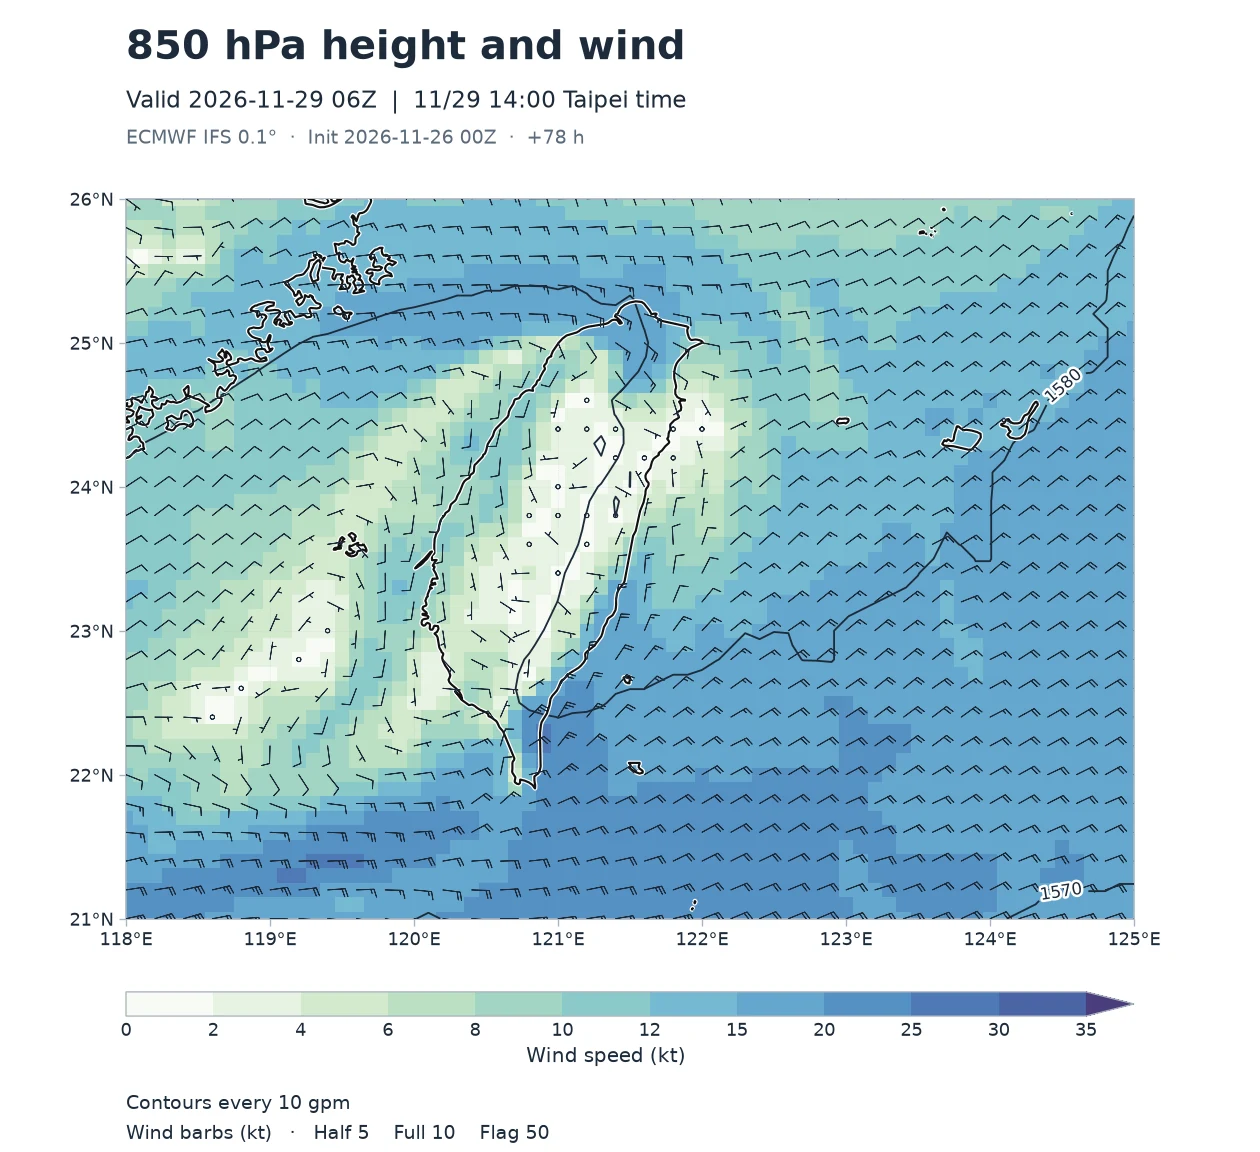 850 hPa height and wind
Valid 2026-11-29 06Z | 11/29 14:00 Taipei time
ECMWF IFS 0.1° · Init 2026-11-26 00Z · +78 h
26°N
25°N
1580
24°N
23°N
22°N
1570
21°N
118°E 119°E 120°E 121°E 122°E 123°E 124°E 125°E
0 2 4 6 8 10 12 15 20 25 30 35
Wind speed (kt)
Contours every 10 gpm
Wind barbs (kt) · Half 5 Full 10 Flag 50